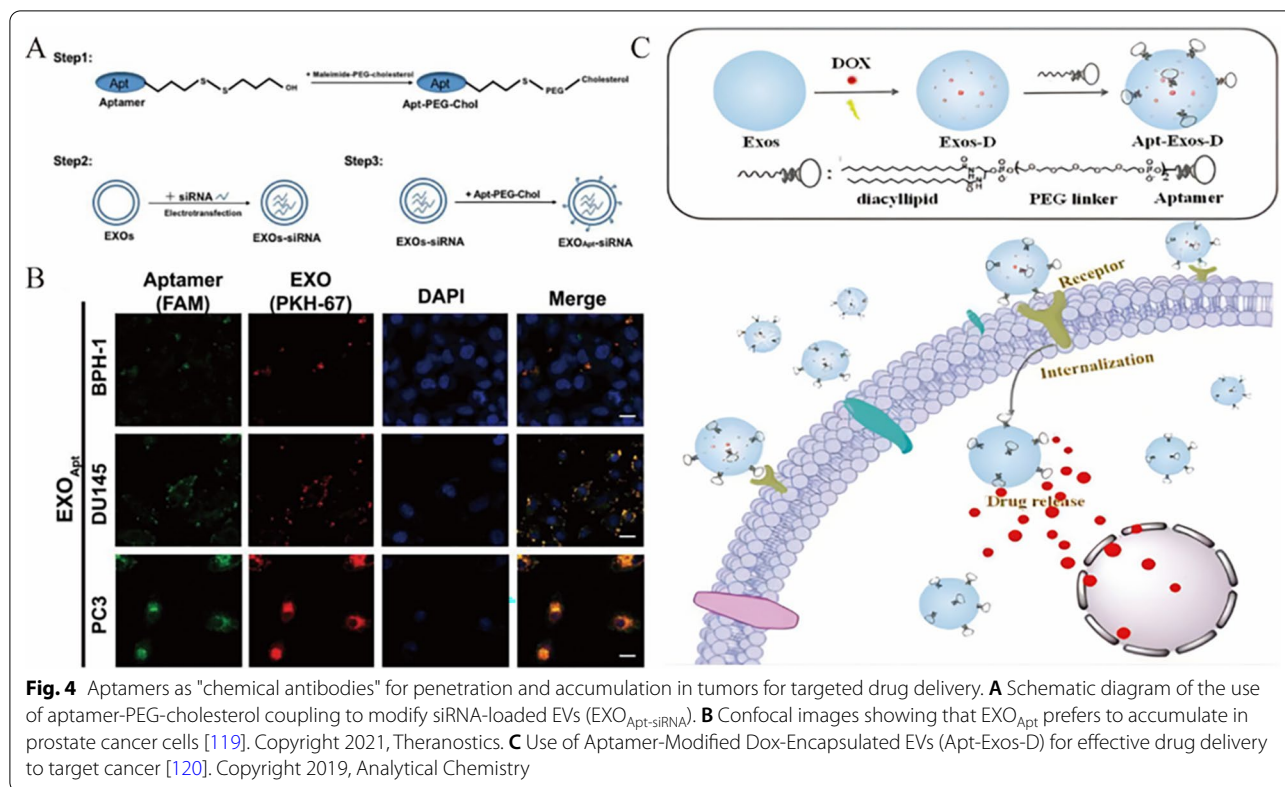 A
Step1:
Apt
S
S
OH
+ Maleimide-PEG-cholesterol
Apt
S
PEG
Cholesterol
Aptamer
Apt-PEG-Chol
Step2:
Step3:
+ siRNA
Electrotransfection
+ Apt-PEG-Chol
EXOs
EXOs-siRNA
EXOs-siRNA
EXOApt-siRNA
B
Aptamer
(FAM)
EXO
(PKH-67)
DAPI
Merge
EXOApt
BPH-1
DU145
PC3
C
DOX
Exos
Exos-D
Apt-Exos-D
:
diacyllipid
PEG linker
Aptamer
Receptor
Internalization
Drug release
Fig. 4 Aptamers as "chemical antibodies" for penetration and accumulation in tumors for targeted drug delivery. A Schematic diagram of the use
of aptamer-PEG-cholesterol coupling to modify siRNA-loaded EVs (EXOApt-siRNA). B Confocal images showing that EXOApt prefers to accumulate in
prostate cancer cells [119]. Copyright 2021, Theranostics. C Use of Aptamer-Modified Dox-Encapsulated EVs (Apt-Exos-D) for effective drug delivery
to target cancer [120]. Copyright 2019, Analytical Chemistry